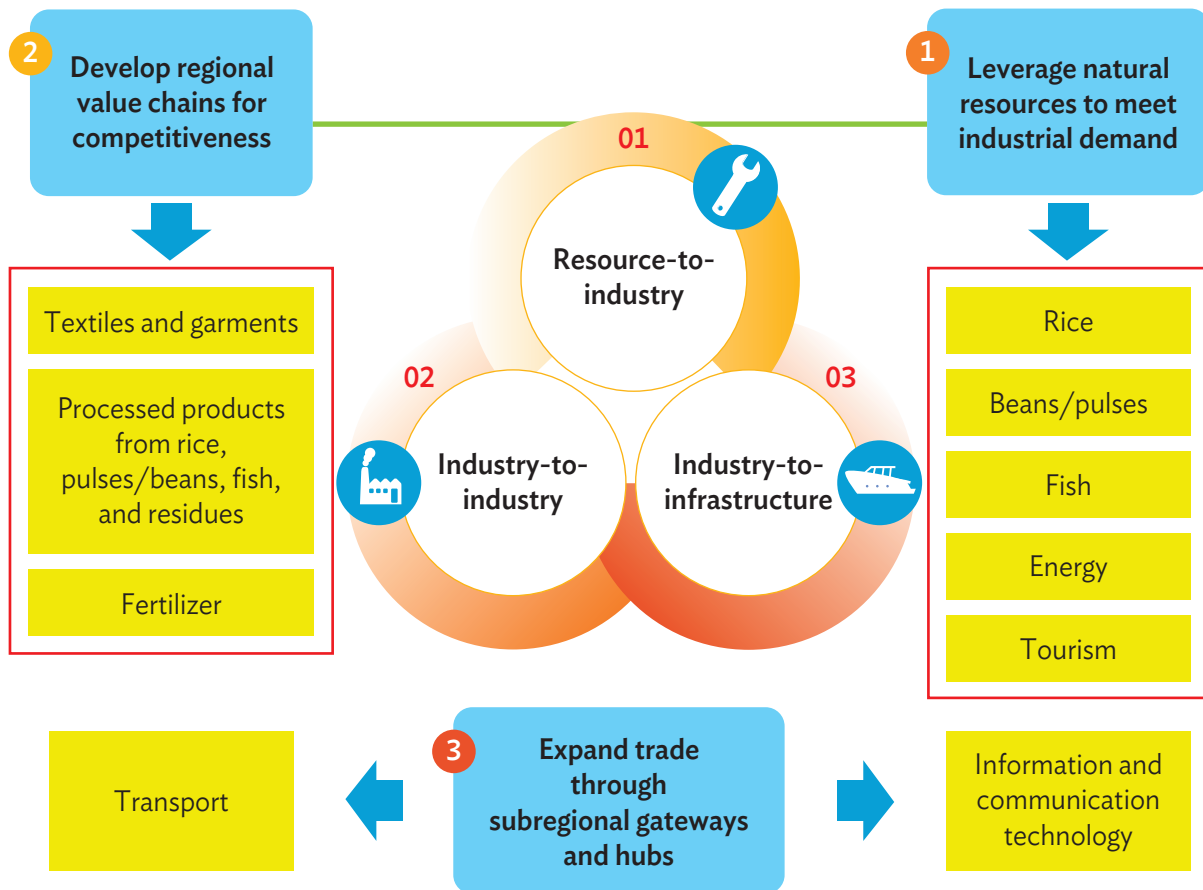 2
Develop regional
value chains for
competitiveness
1
Leverage natural
resources to meet
industrial demand
01
Resource-to-
industry
02
Industry-to-
industry
03
Industry-to-
infrastructure
Textiles and garments
Processed products
from rice,
pulses/beans, fish,
and residues
Fertilizer
Rice
Beans/pulses
Fish
Energy
Tourism
Transport
3
Expand trade
through
subregional gateways
and hubs
Information and
communication
technology